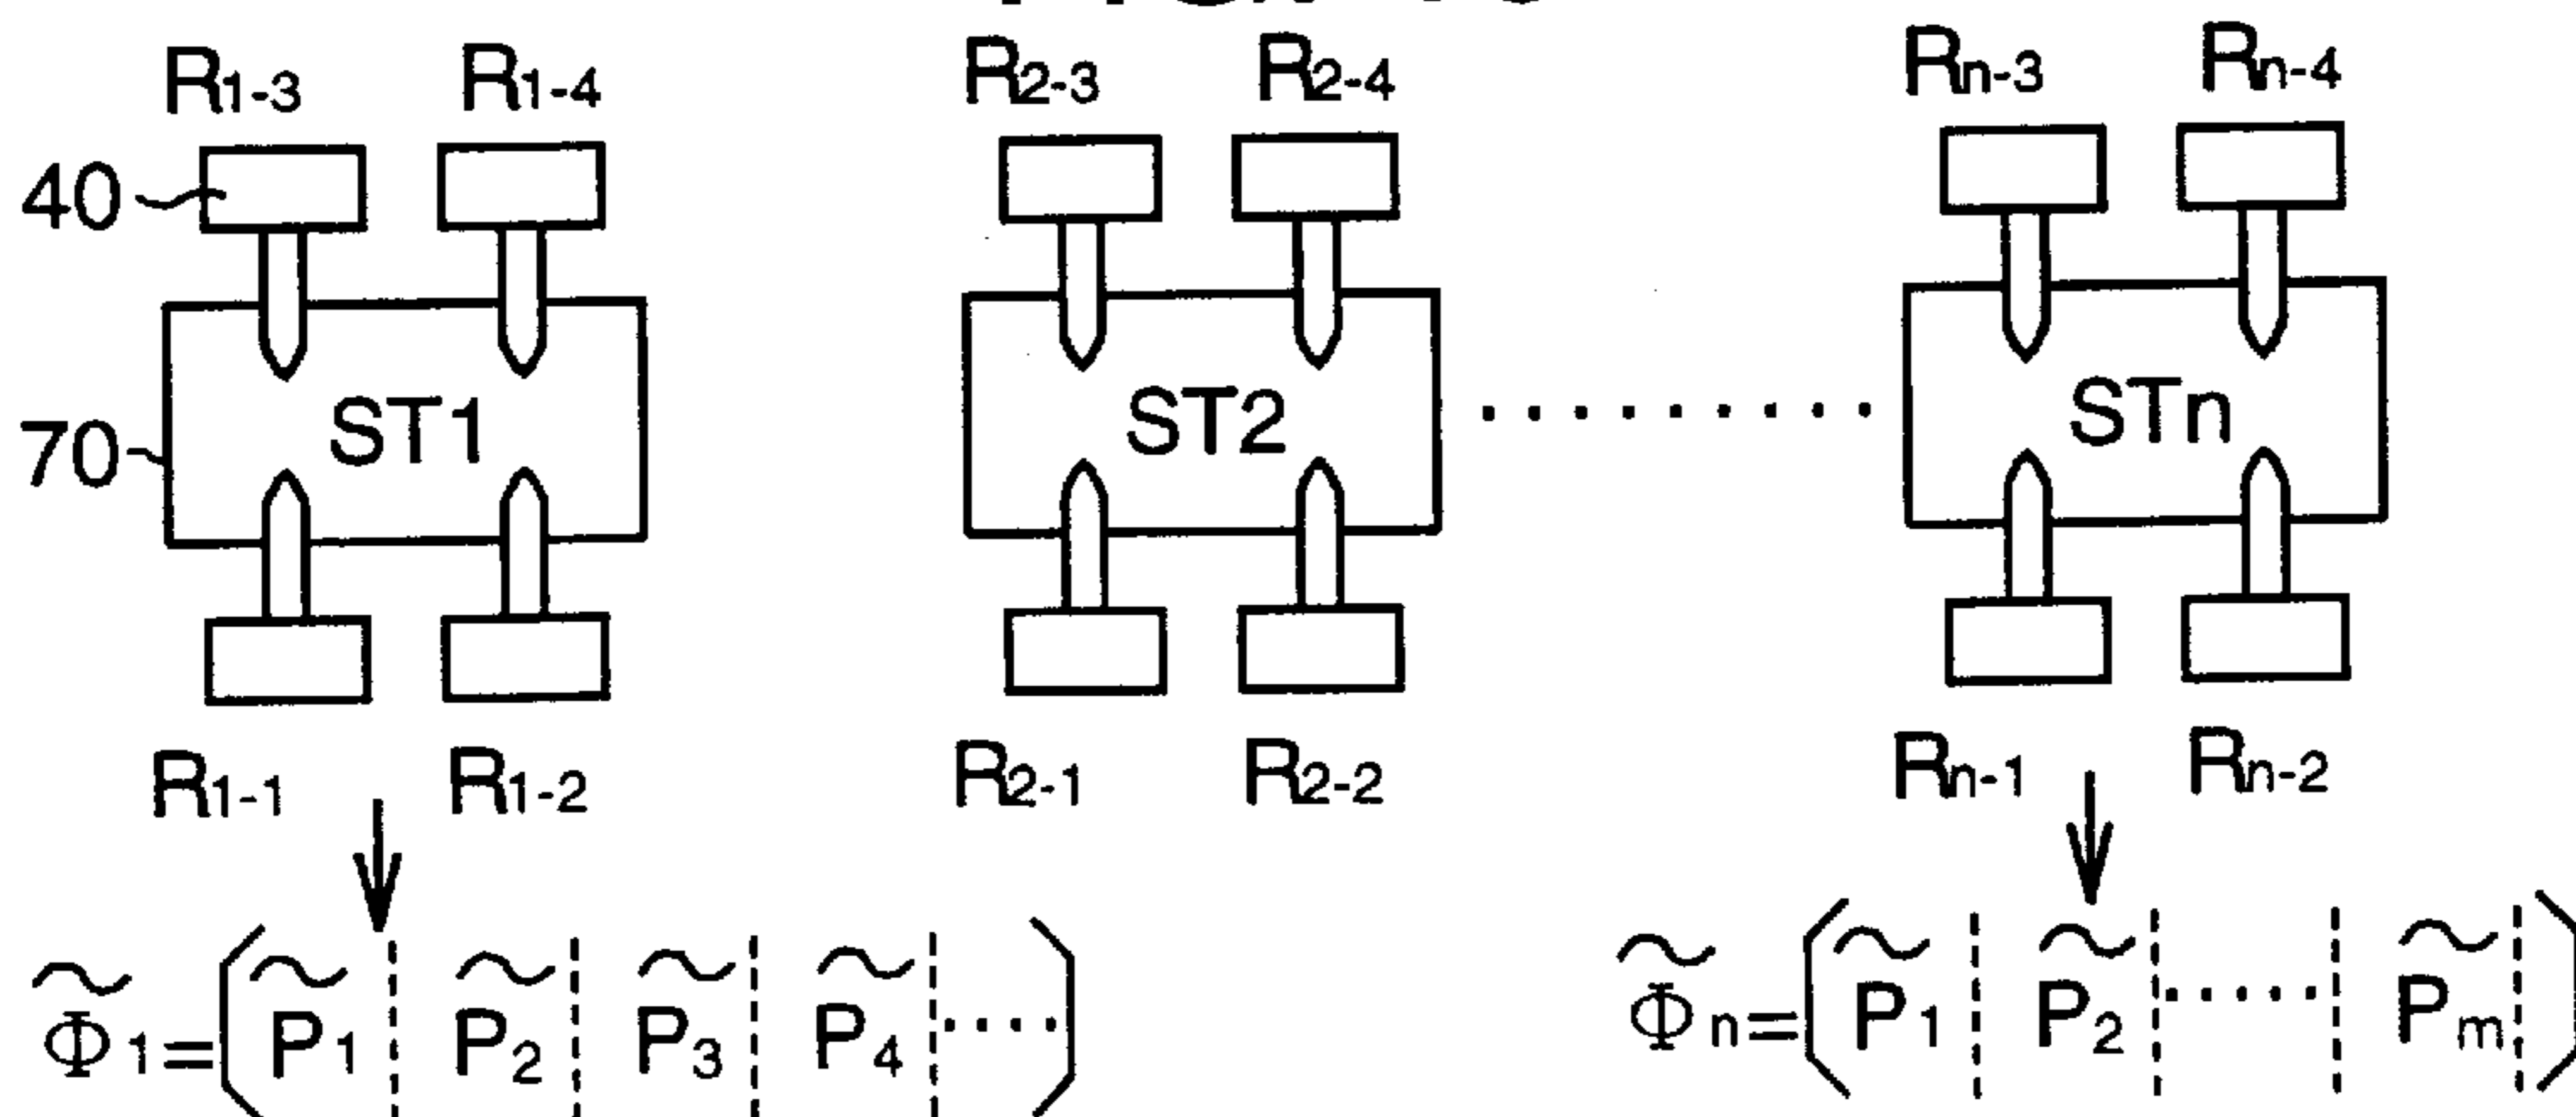 R1-3 R1-4 R2-3 R2-4 Rn-3 Rn-4
40
70 ST1 ST2 ········· STn
R1-1 R1-2 R2-1 R2-2 Rn-1 Rn-2
Φ̃1=(P̃1 ¦ P̃2 ¦ P̃3 ¦ P̃4 ¦ ····) Φ̃n=(P̃1 ¦ P̃2 ¦ ····· ¦ P̃m ¦)